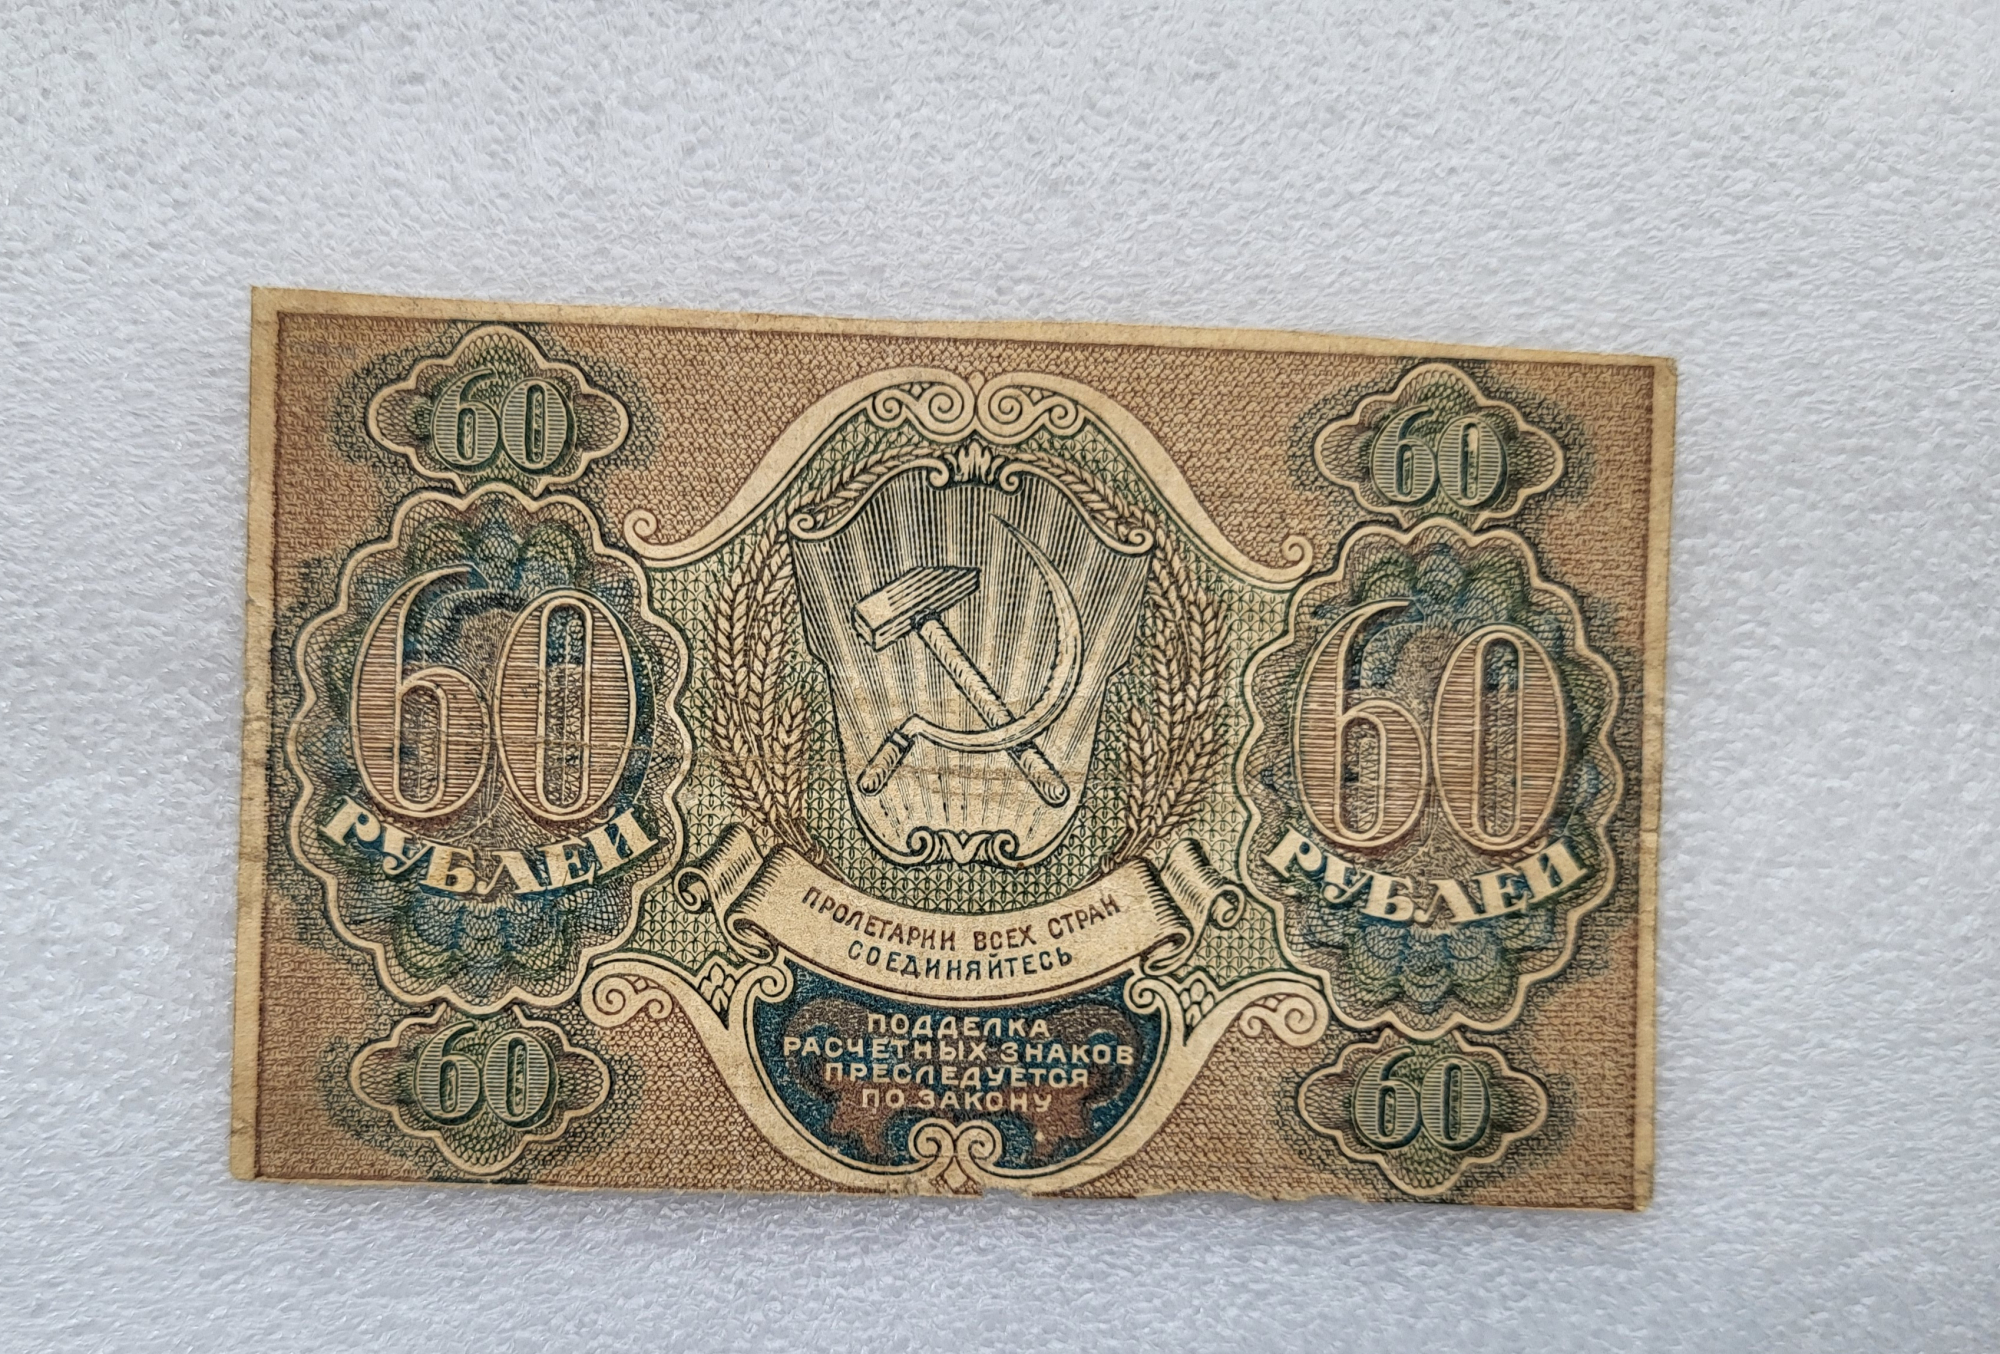 60
60
60
РУБЛЕЙ
60
РУБЛЕЙ
ПРОЛЕТАРИИ ВСЕХ СТРАН
СОЕДИНЯЙТЕСЬ
ПОДДЕЛКА
РАСЧЕТНЫХ ЗНАКОВ
ПРЕСЛЕДУЕТСЯ
ПО ЗАКОНУ
60
60